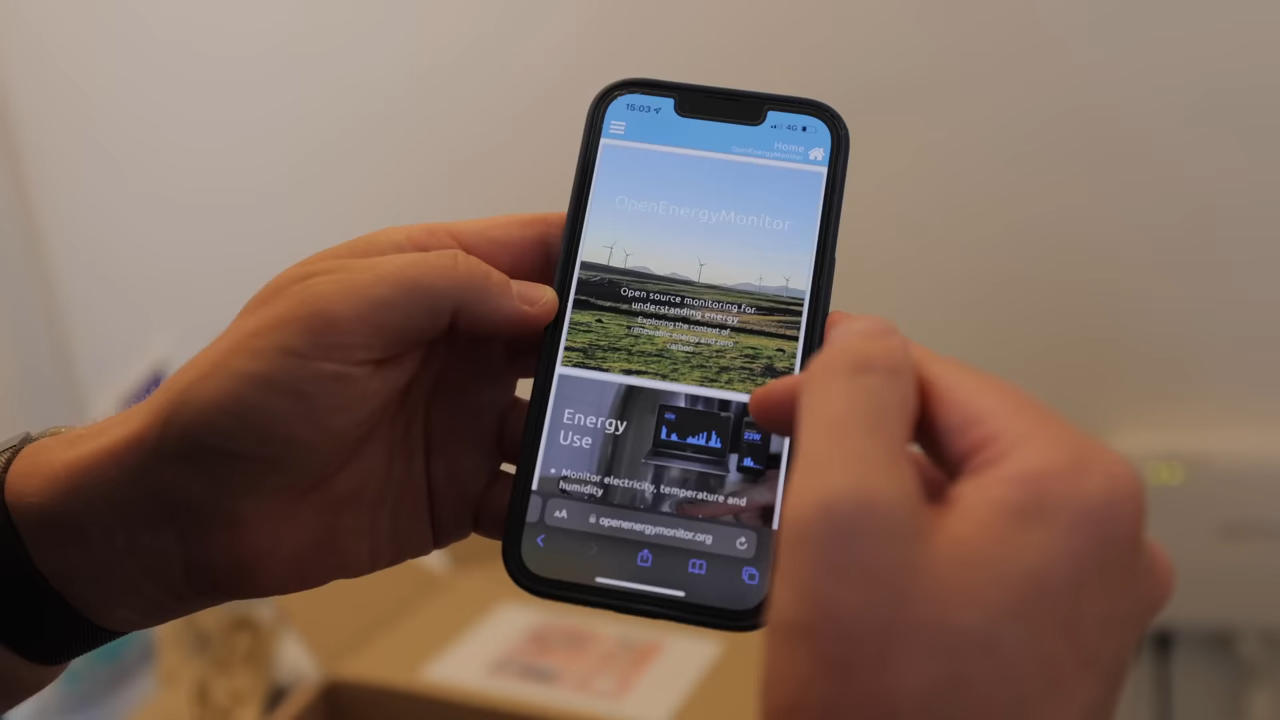 15:03
4G
Home
OpenEnergyMonitor
OpenEnergyMonitor
Open source monitoring for
understanding energy
Exploring the context of
renewable energy and zero
carbon
Energy
Use
23W
• Monitor electricity, temperature and
humidity
AA
openenergymonitor.org